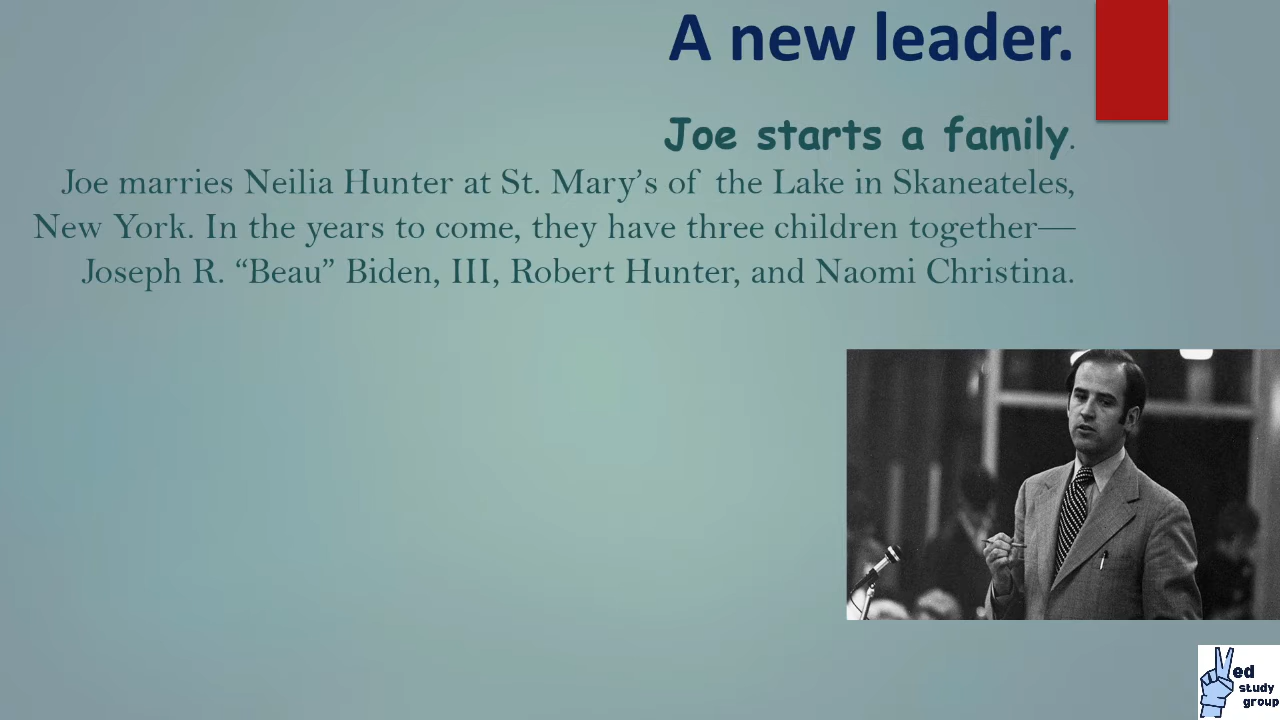 A new leader.
Joe starts a family.
Joe marries Neilia Hunter at St. Mary’s of the Lake in Skaneateles,
New York. In the years to come, they have three children together—
Joseph R. “Beau” Biden, III, Robert Hunter, and Naomi Christina.
ed
study
group